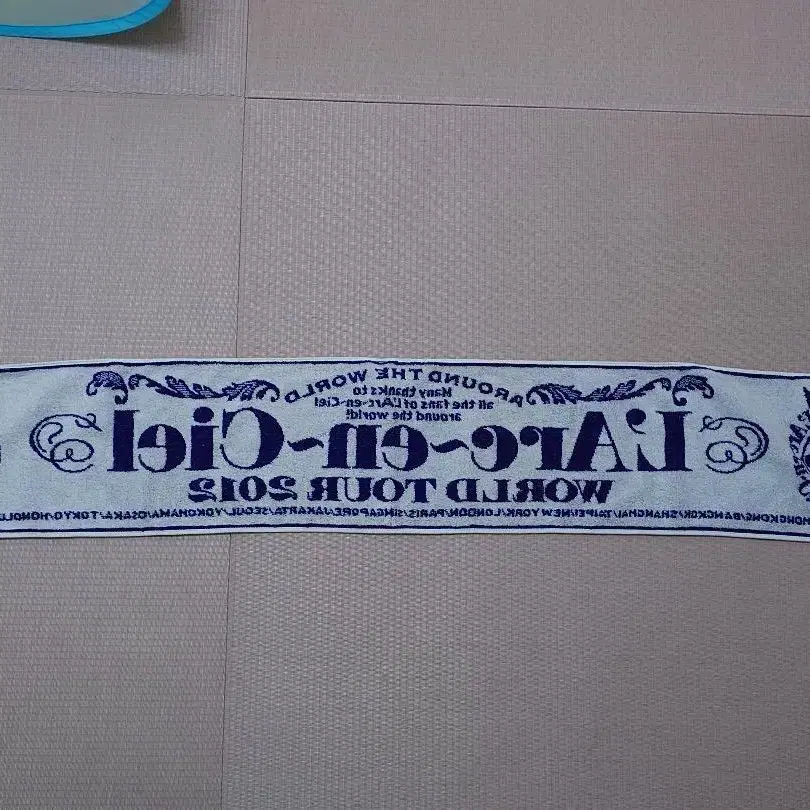 AROUND THE WORLD
Many thanks to
all the fans of L'Arc~en~Ciel
around the world!
L'Arc~en~Ciel
WORLD TOUR 2012
HONGKONG/BANGKOK/SHANGHAI/TAIPEI/NEW YORK/LONDON/PARIS/SINGAPORE/JAKARTA/SEOUL/YOKOHAMA/OSAKA/TOKYO/HONOLU